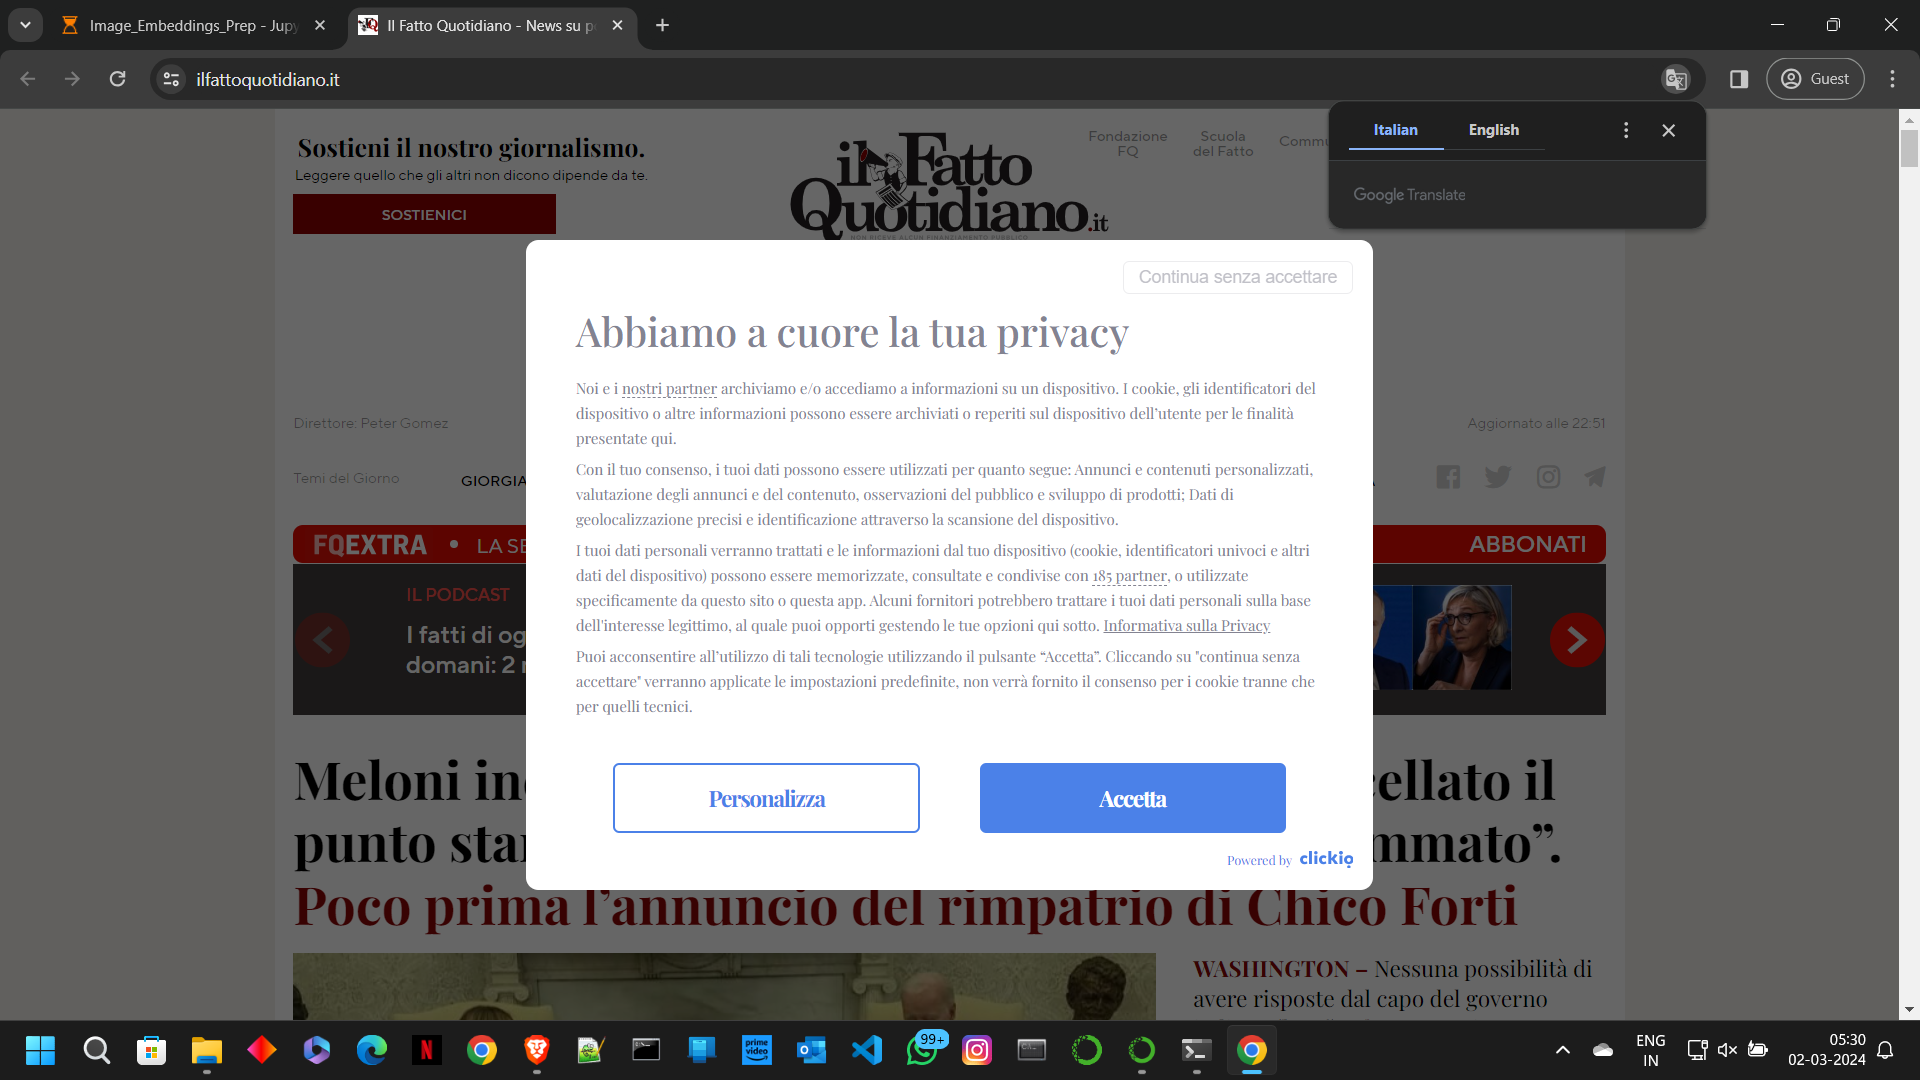 Image_Embeddings_Prep - Jupy
Il Fatto Quotidiano - News su p
ilfattoquotidiano.it
Guest
Italian
English
Google Translate
Sostieni il nostro giornalismo.
Leggere quello che gli altri non dicono dipende da te.
SOSTIENICI
il Fatto
Quotidiano.it
NON RICEVE ALCUN FINANZIAMENTO PUBBLICO
Fondazione
FQ
Scuola
del Fatto
Commu
Continua senza accettare
Abbiamo a cuore la tua privacy
Noi e i nostri partner archiviamo e/o accediamo a informazioni su un dispositivo. I cookie, gli identificatori del
dispositivo o altre informazioni possono essere archiviati o reperiti sul dispositivo dell'utente per le finalità
presentate qui.
Con il tuo consenso, i tuoi dati possono essere utilizzati per quanto segue: Annunci e contenuti personalizzati,
valutazione degli annunci e del contenuto, osservazioni del pubblico e sviluppo di prodotti; Dati di
geolocalizzazione precisi e identificazione attraverso la scansione del dispositivo.
I tuoi dati personali verranno trattati e le informazioni dal tuo dispositivo (cookie, identificatori univoci e altri
dati del dispositivo) possono essere memorizzate, consultate e condivise con 185 partner, o utilizzate
specificamente da questo sito o questa app. Alcuni fornitori potrebbero trattare i tuoi dati personali sulla base
dell'interesse legittimo, al quale puoi opporti gestendo le tue opzioni qui sotto. Informativa sulla Privacy
Puoi acconsentire all'utilizzo di tali tecnologie utilizzando il pulsante “Accetta”. Cliccando su "continua senza
accettare" verranno applicate le impostazioni predefinite, non verrà fornito il consenso per i cookie tranne che
per quelli tecnici.
Personalizza
Accetta
Powered by clickio
Direttore: Peter Gomez
Aggiornato alle 22:51
Temi del Giorno
GIORGIA
FQEXTRA • LA SE
ABBONATI
IL PODCAST
I fatti di og
domani: 2 m
Meloni in
cellato il
punto sta
mmato”.
Poco prima l'annuncio del rimpatrio di Chico Forti
WASHINGTON – Nessuna possibilità di
avere risposte dal capo del governo
99+
prime
video
ENG
IN
05:30
02-03-2024